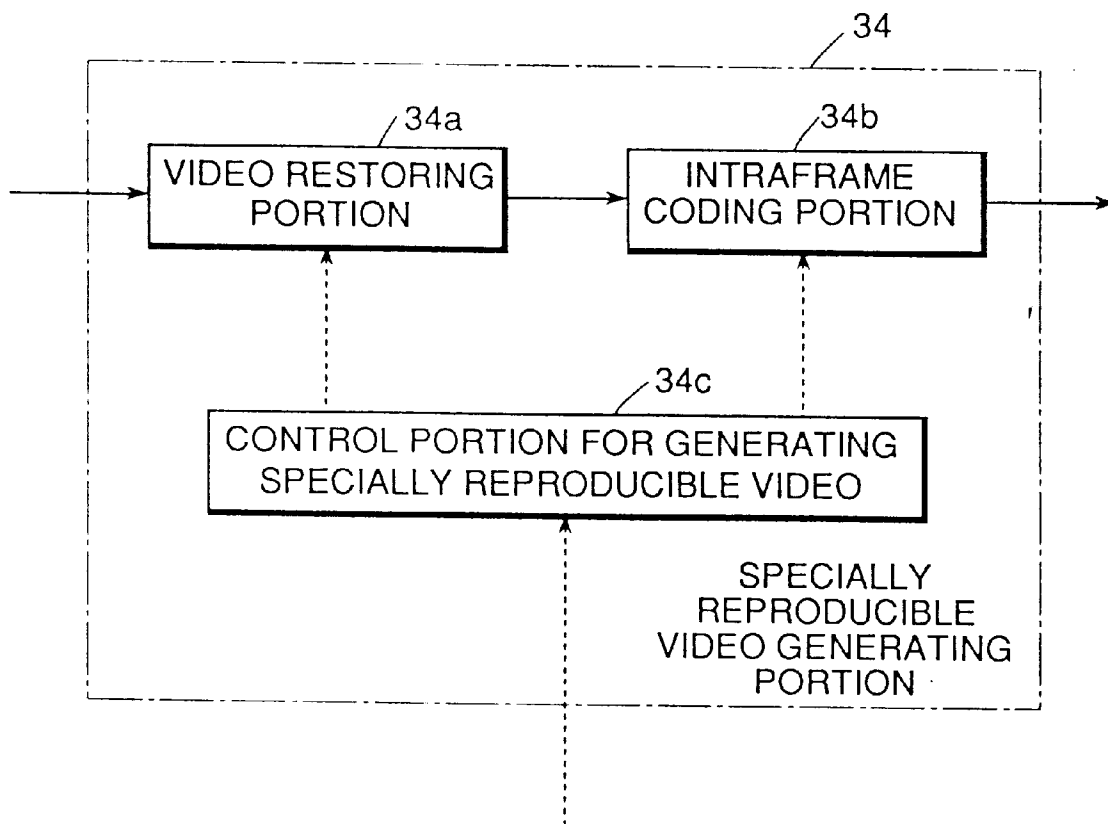 34
34a
34b
VIDEO RESTORING
PORTION
INTRAFRAME
CODING PORTION
34c
CONTROL PORTION FOR GENERATING
SPECIALLY REPRODUCIBLE VIDEO
SPECIALLY
REPRODUCIBLE
VIDEO GENERATING
PORTION